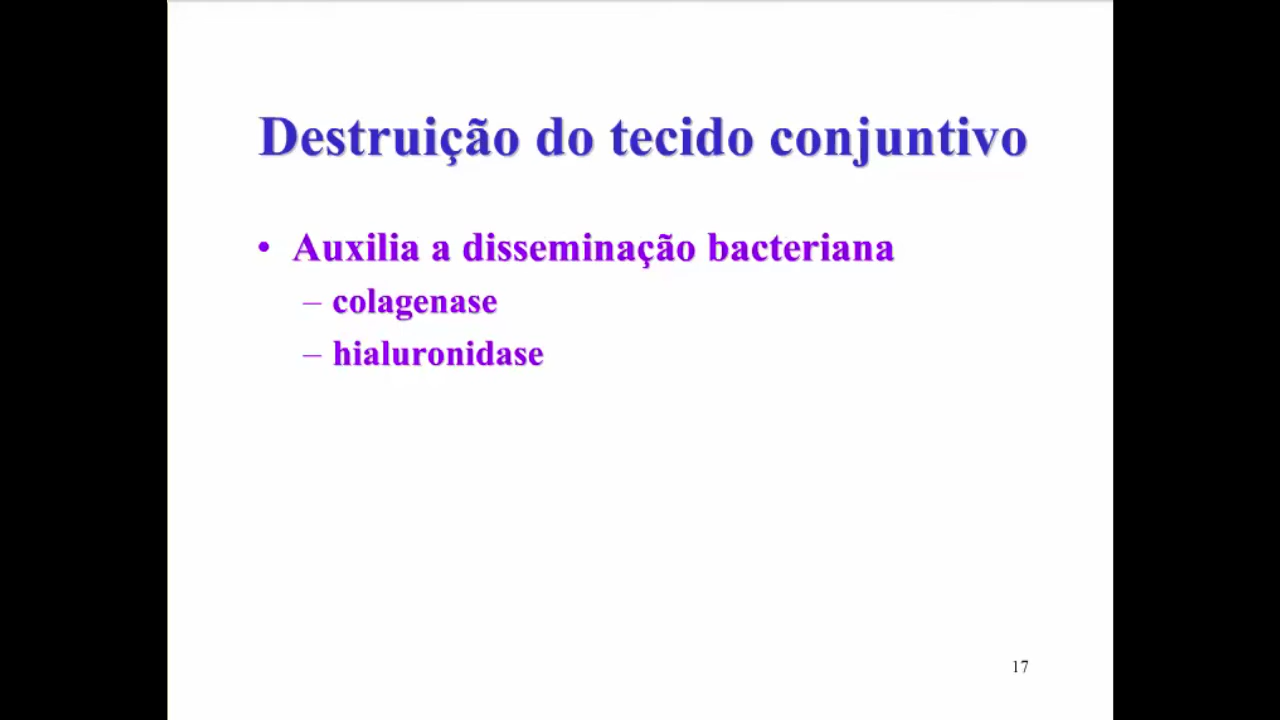 Destruição do tecido conjuntivo
• Auxilia a disseminação bacteriana
– colagenase
– hialuronidase
17